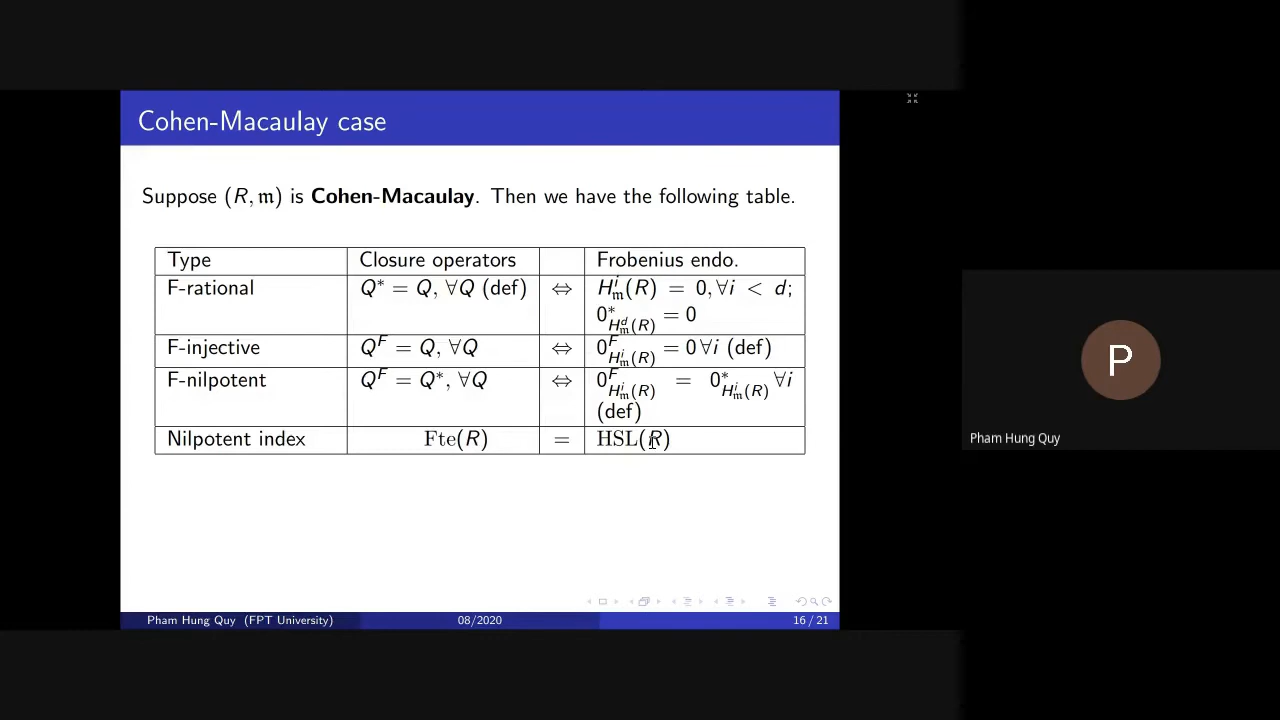 Cohen-Macaulay case
Suppose (R, 𝔪) is Cohen-Macaulay. Then we have the following table.
Type Closure operators Frobenius endo.
F-rational Q* = Q, ∀Q (def) ⇔ H^i_𝔪(R) = 0, ∀i < d;
0*_{H^d_𝔪(R)} = 0
F-injective Q^F = Q, ∀Q ⇔ 0^F_{H^i_𝔪(R)} = 0 ∀i (def)
F-nilpotent Q^F = Q*, ∀Q ⇔ 0^F_{H^i_𝔪(R)} = 0*_{H^i_𝔪(R)} ∀i
(def)
Nilpotent index Fte(R) = HSL(R)
P
Pham Hung Quy
Pham Hung Quy (FPT University) 08/2020 16 / 21